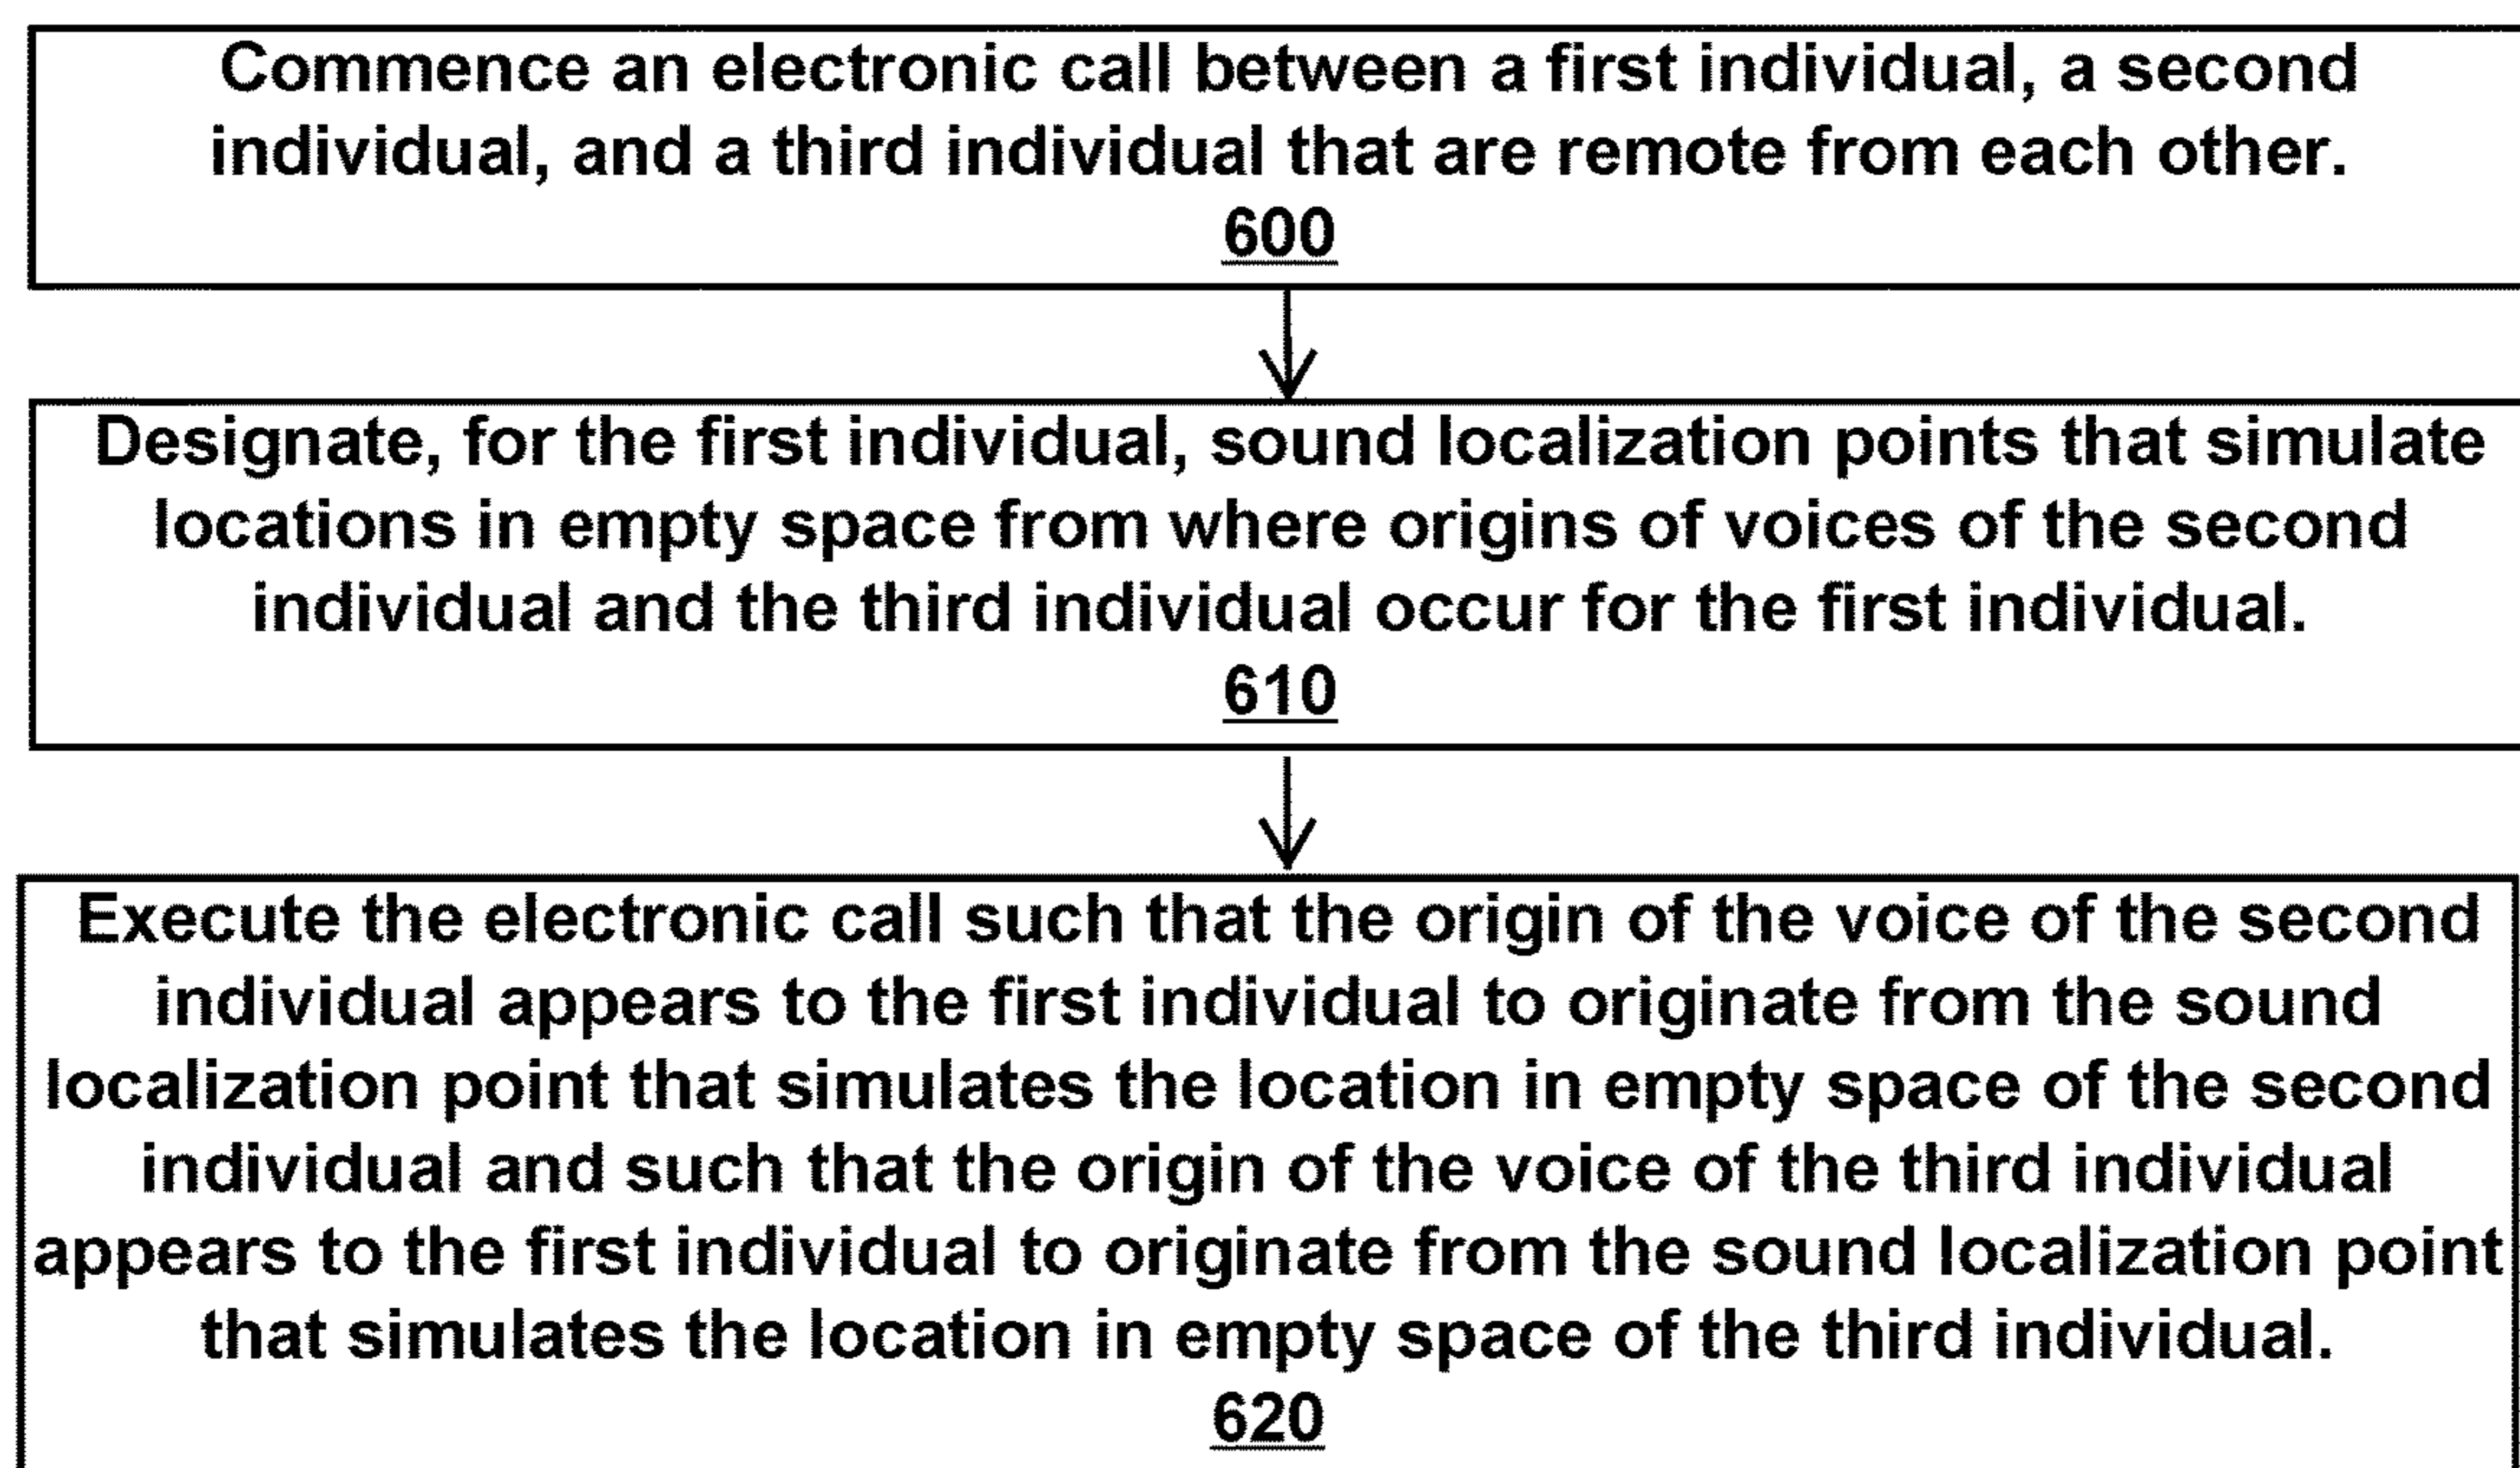 Commence an electronic call between a first individual, a second
individual, and a third individual that are remote from each other.
600
Designate, for the first individual, sound localization points that simulate
locations in empty space from where origins of voices of the second
individual and the third individual occur for the first individual.
610
Execute the electronic call such that the origin of the voice of the second
individual appears to the first individual to originate from the sound
localization point that simulates the location in empty space of the second
individual and such that the origin of the voice of the third individual
appears to the first individual to originate from the sound localization point
that simulates the location in empty space of the third individual.
620